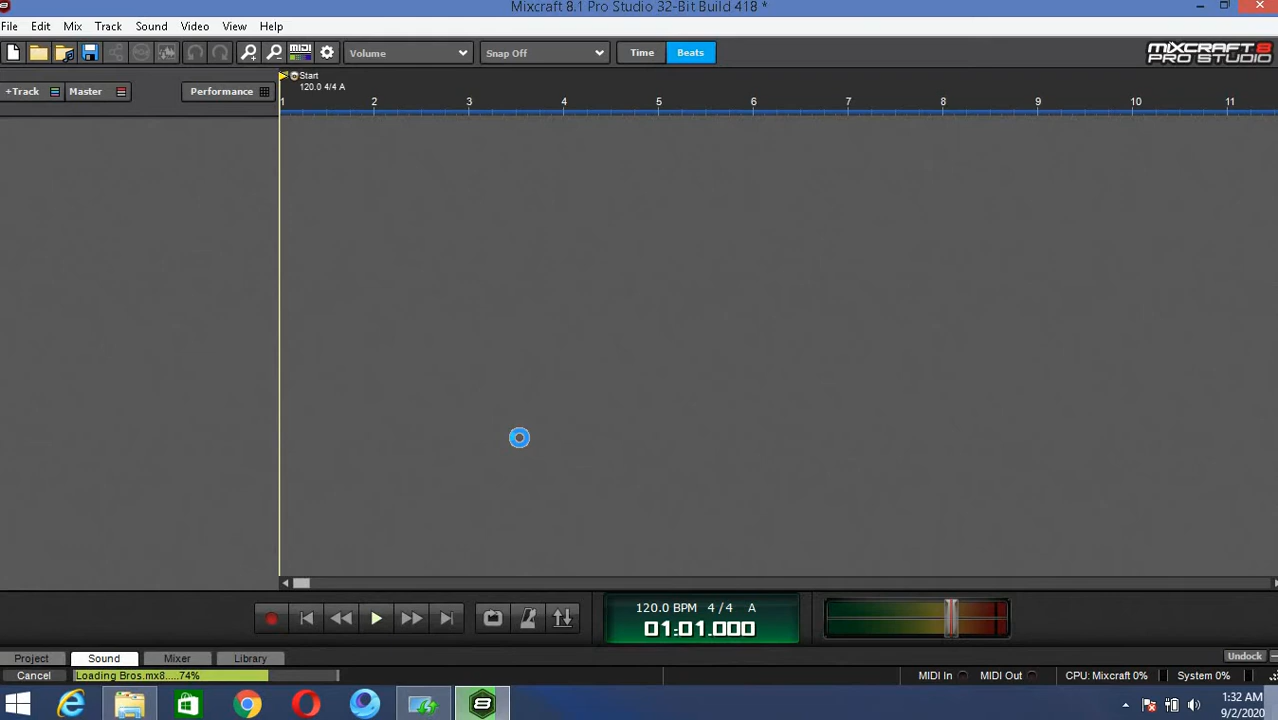 Mixcraft 8.1 Pro Studio 32-Bit Build 418 *
File Edit Mix Track Sound Video View Help
MIDI Volume Snap Off Time Beats MIXCRAFT 8 PRO STUDIO
Start
120.0 4/4 A
+Track Master Performance
1 2 3 4 5 6 7 8 9 10 11
120.0 BPM 4/4 A
01:01.000
Project Sound Mixer Library Undock
Cancel Loading Bros.mx8.....74% MIDI In MIDI Out CPU: Mixcraft 0% System 0%
1:32 AM
9/2/2020